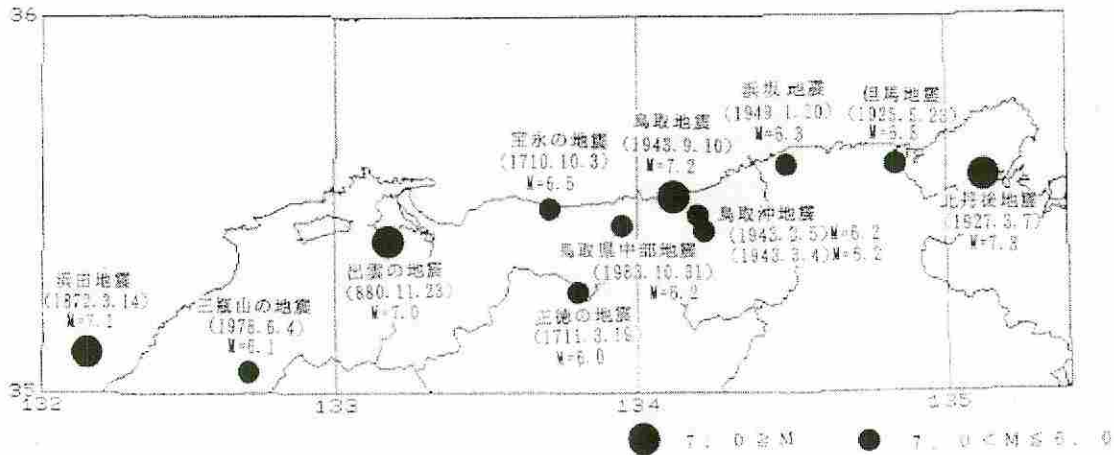 36
浜坂地震
(1949.1.20)
M=6.3
但馬地震
(1925.5.23)
M=6.8
鳥取地震
(1943.9.10)
M=7.2
宝永の地震
(1710.10.3)
M=6.5
鳥取沖地震
(1943.3.5)M=6.2
(1943.3.4)M=6.2
北丹後地震
(1927.3.7)
M=7.3
鳥取県中部地震
(1983.10.31)
M=6.2
出雲の地震
(880.11.23)
M=7.0
浜田地震
(1872.3.14)
M=7.1
三瓶山の地震
(1978.6.4)
M=6.1
正徳の地震
(1711.3.19)
M=6.0
35
132 133 134 135
7.0≧M 7.0<M≦6.0